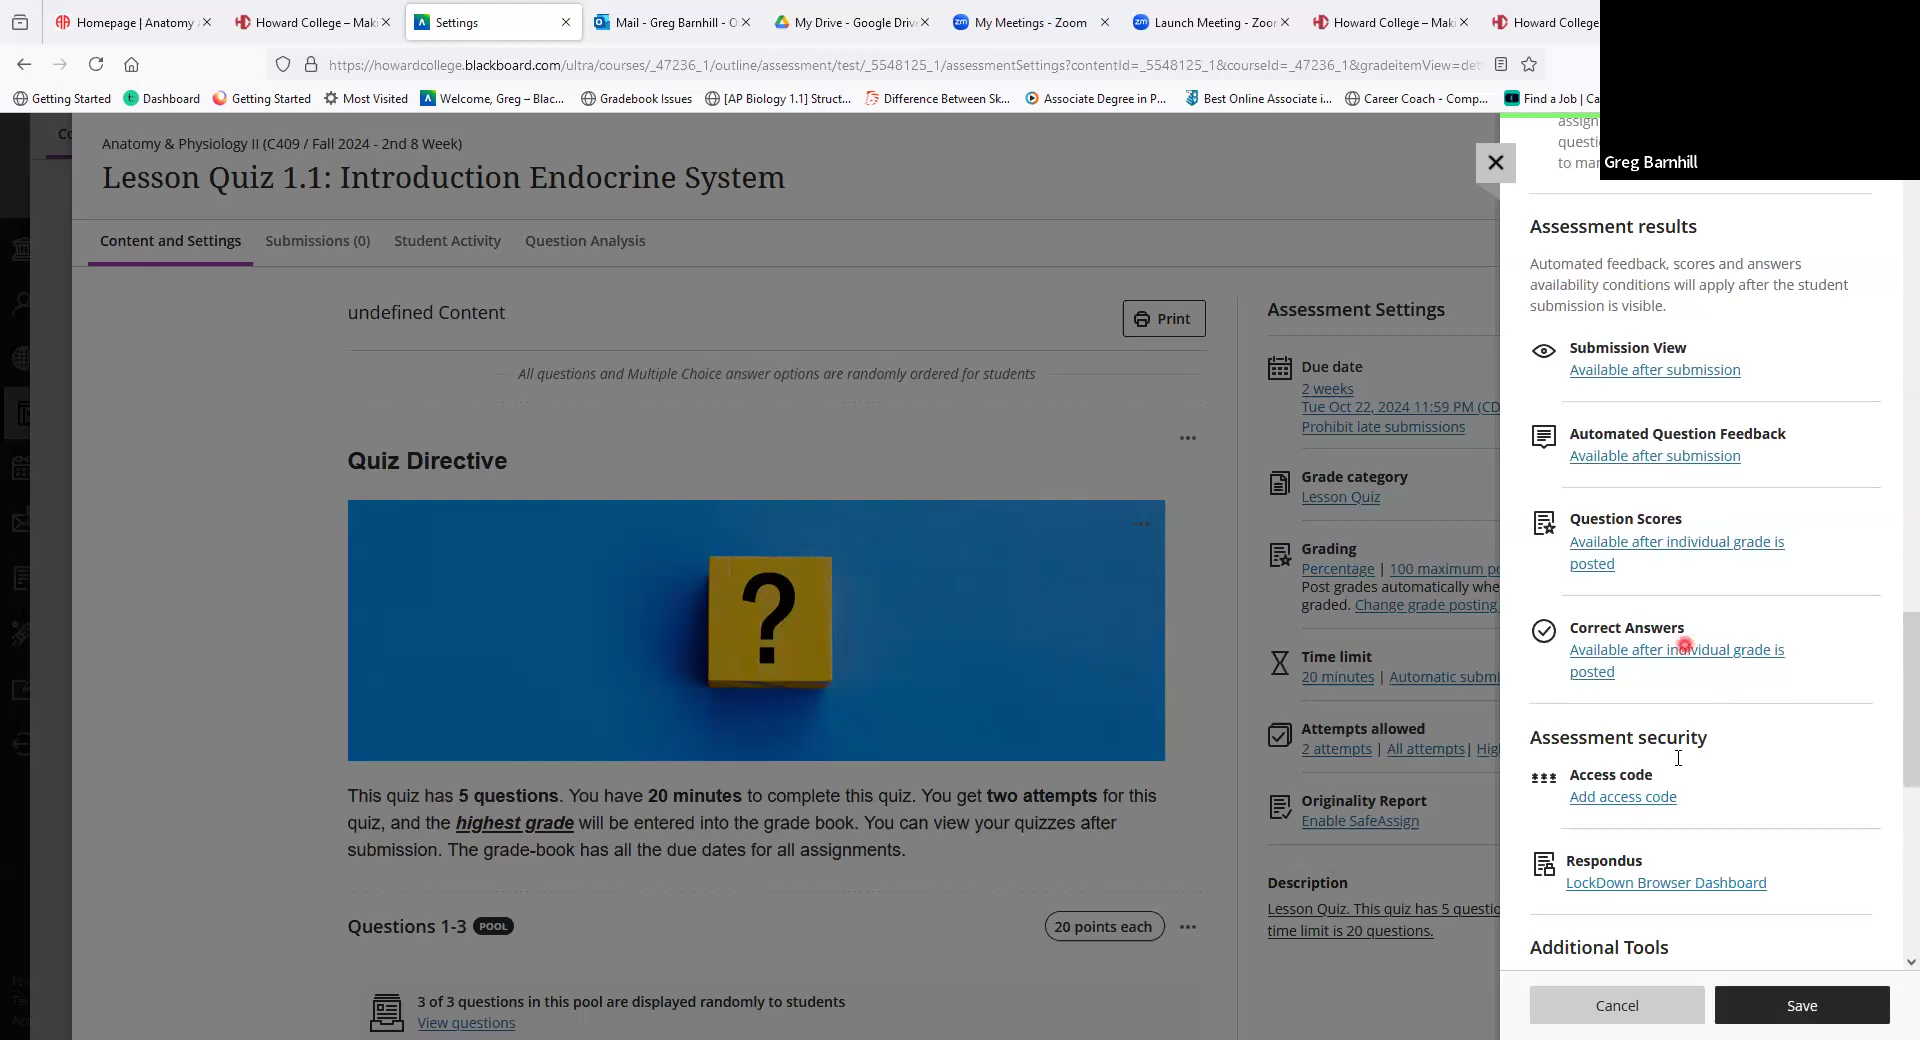 Homepage | Anatomy
Howard College – Maki
Settings
Mail - Greg Barnhill - O
My Drive - Google Drive
My Meetings - Zoom
Launch Meeting - Zoom
Howard College – Maki
Howard College
https://howardcollege.blackboard.com/ultra/courses/_47236_1/outline/assessment/test/_5548125_1/assessmentSettings?contentId=_5548125_1&courseId=_47236_1&gradeitemView=det
Getting Started
Dashboard
Getting Started
Most Visited
Welcome, Greg – Blac...
Gradebook Issues
[AP Biology 1.1] Struct...
Difference Between Sk...
Associate Degree in P...
Best Online Associate i...
Career Coach - Comp...
Find a Job | Ca
Greg Barnhill
Anatomy & Physiology II (C409 / Fall 2024 - 2nd 8 Week)
Lesson Quiz 1.1: Introduction Endocrine System
Content and Settings
Submissions (0)
Student Activity
Question Analysis
undefined Content
Print
All questions and Multiple Choice answer options are randomly ordered for students
Quiz Directive
?
This quiz has 5 questions. You have 20 minutes to complete this quiz. You get two attempts for this
quiz, and the highest grade will be entered into the grade book. You can view your quizzes after
submission. The grade-book has all the due dates for all assignments.
Questions 1-3 POOL
20 points each
3 of 3 questions in this pool are displayed randomly to students
View questions
Assessment Settings
Due date
2 weeks
Tue Oct 22, 2024 11:59 PM (CD
Prohibit late submissions
Grade category
Lesson Quiz
Grading
Percentage | 100 maximum po
Post grades automatically whe
graded. Change grade posting
Time limit
20 minutes | Automatic submi
Attempts allowed
2 attempts | All attempts | High
Originality Report
Enable SafeAssign
Description
Lesson Quiz. This quiz has 5 questio
time limit is 20 questions.
assign
questi
to mar
Assessment results
Automated feedback, scores and answers
availability conditions will apply after the student
submission is visible.
Submission View
Available after submission
Automated Question Feedback
Available after submission
Question Scores
Available after individual grade is
posted
Correct Answers
Available after individual grade is
posted
Assessment security
Access code
Add access code
Respondus
LockDown Browser Dashboard
Additional Tools
Cancel
Save